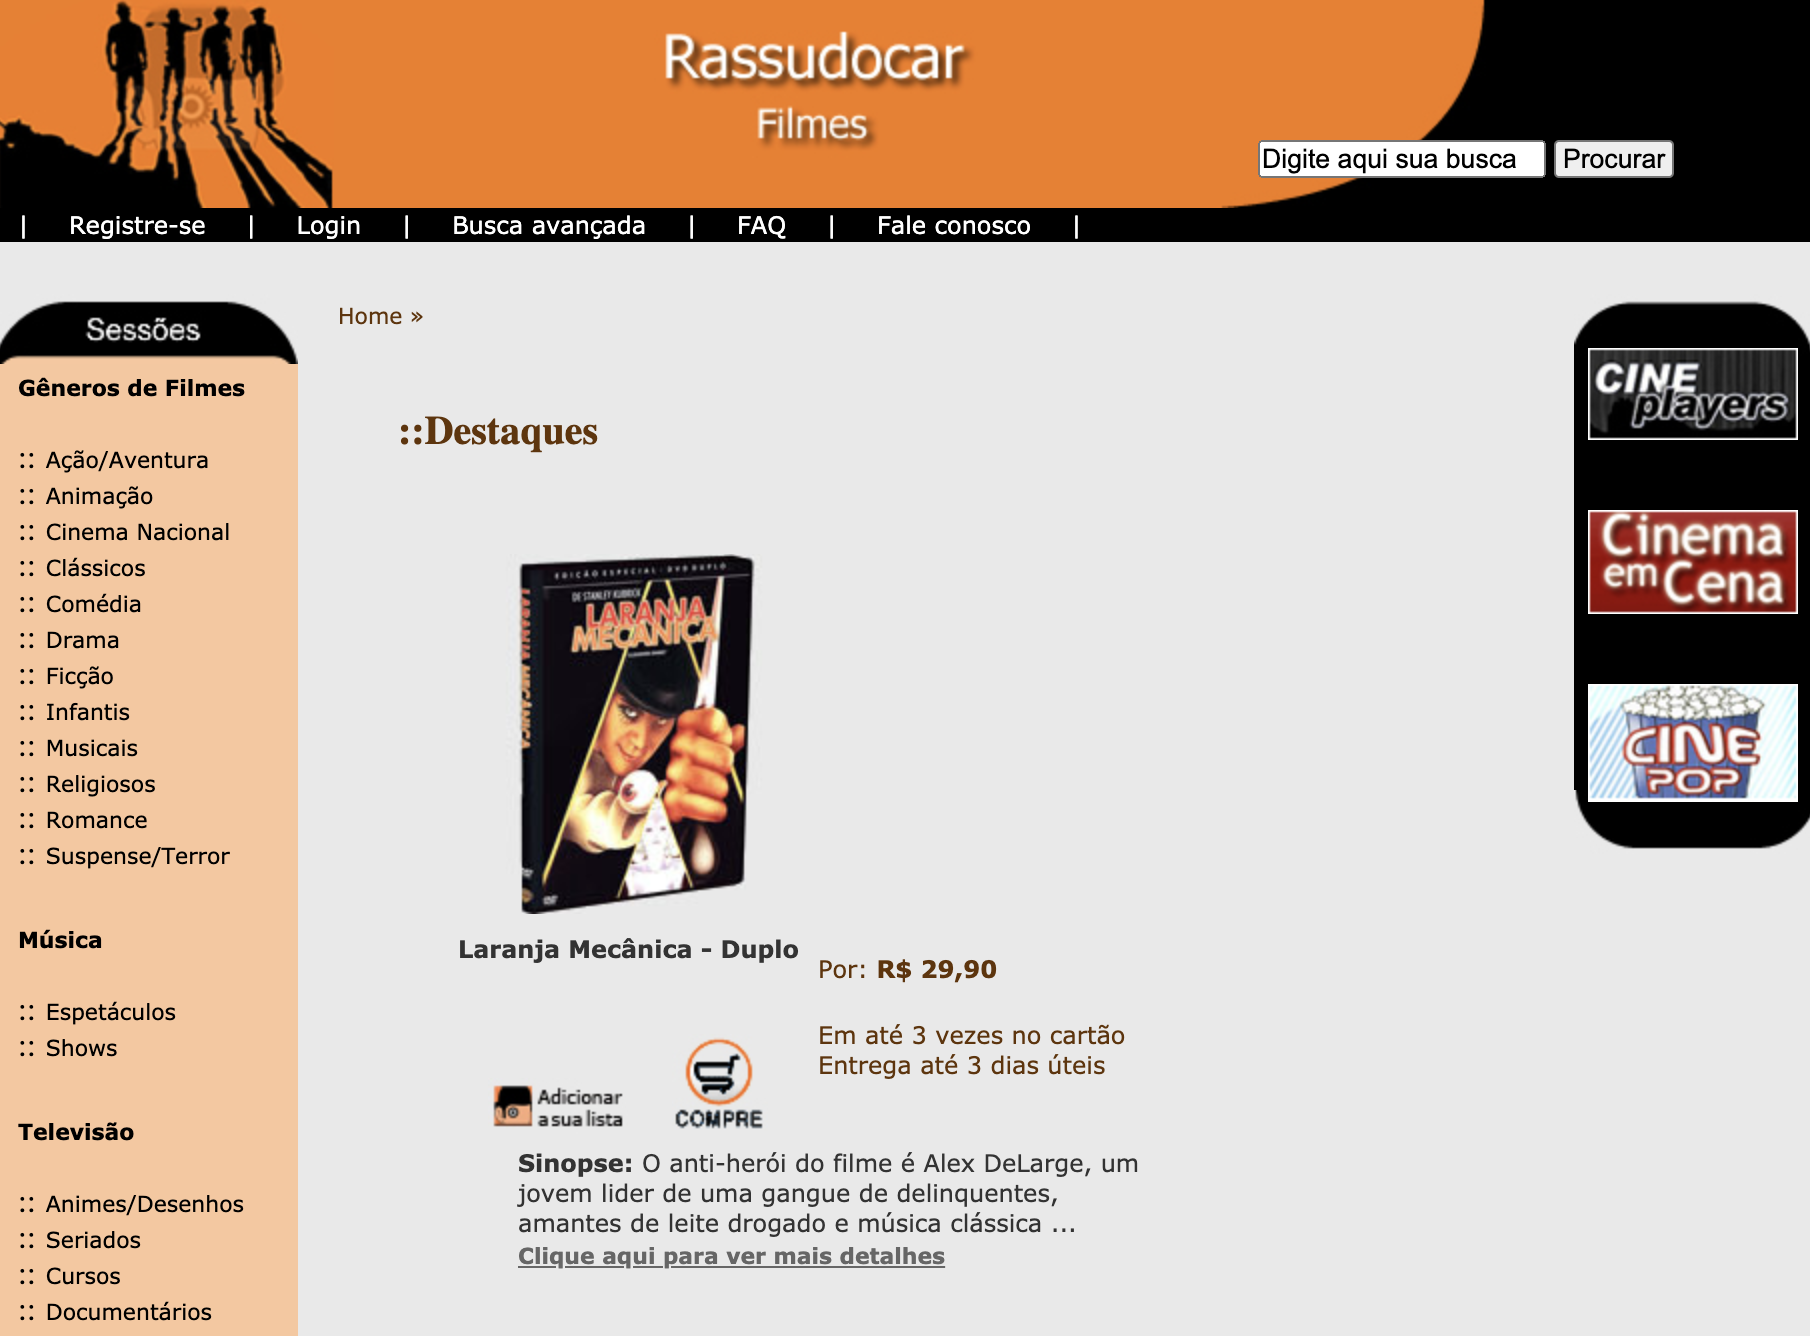 Rassudocar
Filmes
Digite aqui sua busca Procurar
| Registre-se | Login | Busca avançada | FAQ | Fale conosco |
Sessões
Gêneros de Filmes
:: Ação/Aventura
:: Animação
:: Cinema Nacional
:: Clássicos
:: Comédia
:: Drama
:: Ficção
:: Infantis
:: Musicais
:: Religiosos
:: Romance
:: Suspense/Terror
Música
:: Espetáculos
:: Shows
Televisão
:: Animes/Desenhos
:: Seriados
:: Cursos
:: Documentários
Home »
::Destaques
EDIÇÃO ESPECIAL - DVD DUPLO
DE STANLEY KUBRICK
LARANJA
MECÂNICA
LARANJA MECÂNICA
Laranja Mecânica - Duplo
Por: R$ 29,90
Em até 3 vezes no cartão
Entrega até 3 dias úteis
Adicionar
a sua lista
COMPRE
Sinopse: O anti-herói do filme é Alex DeLarge, um
jovem lider de uma gangue de delinquentes,
amantes de leite drogado e música clássica ...
Clique aqui para ver mais detalhes
CINE
players
Cinema
em Cena
CINE
POP